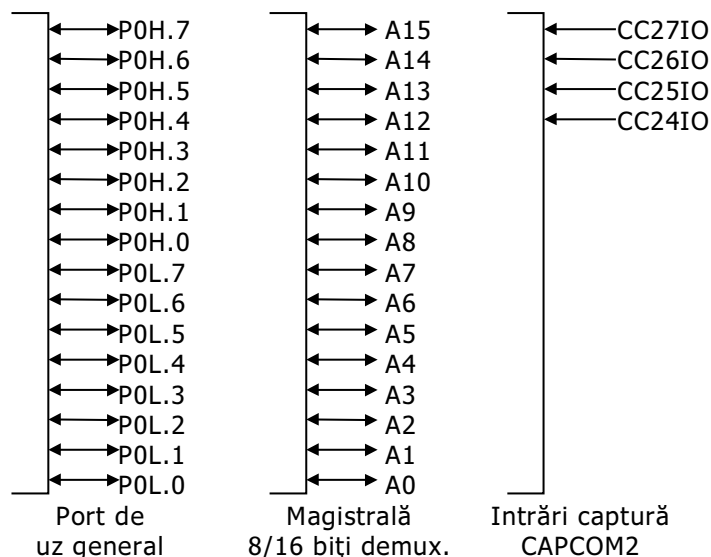 P0H.7 A15 CC27IO
P0H.6 A14 CC26IO
P0H.5 A13 CC25IO
P0H.4 A12 CC24IO
P0H.3 A11
P0H.2 A10
P0H.1 A9
P0H.0 A8
P0L.7 A7
P0L.6 A6
P0L.5 A5
P0L.4 A4
P0L.3 A3
P0L.2 A2
P0L.1 A1
P0L.0 A0
Port de Magistrală Intrări captură
uz general 8/16 biți demux. CAPCOM2